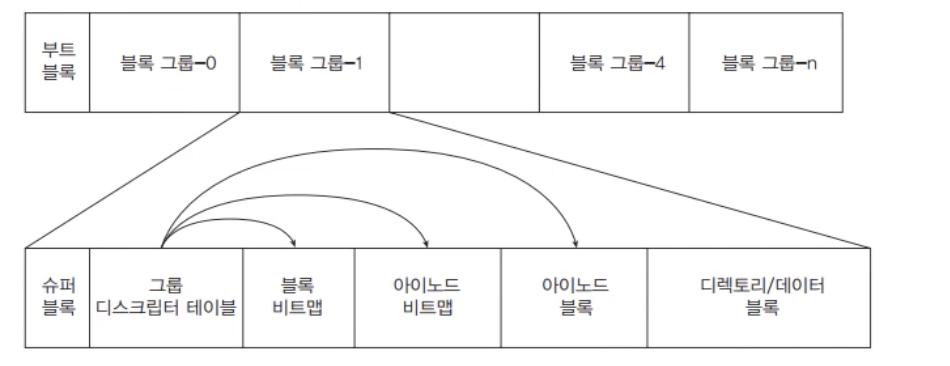 부트
블록
블록 그룹-0
블록 그룹-1
블록 그룹-4
블록 그룹-n
슈퍼
블록
그룹
디스크립터 테이블
블록
비트맵
아이노드
비트맵
아이노드
블록
디렉토리/데이터
블록